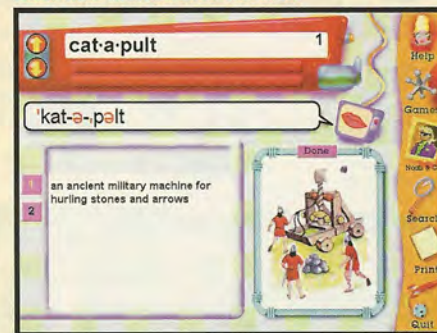 cat·a·pult 1
Help
'kat-ə-ˌpəlt
Games
Done
1 an ancient military machine for
hurling stones and arrows
2
Search
Print
Quit